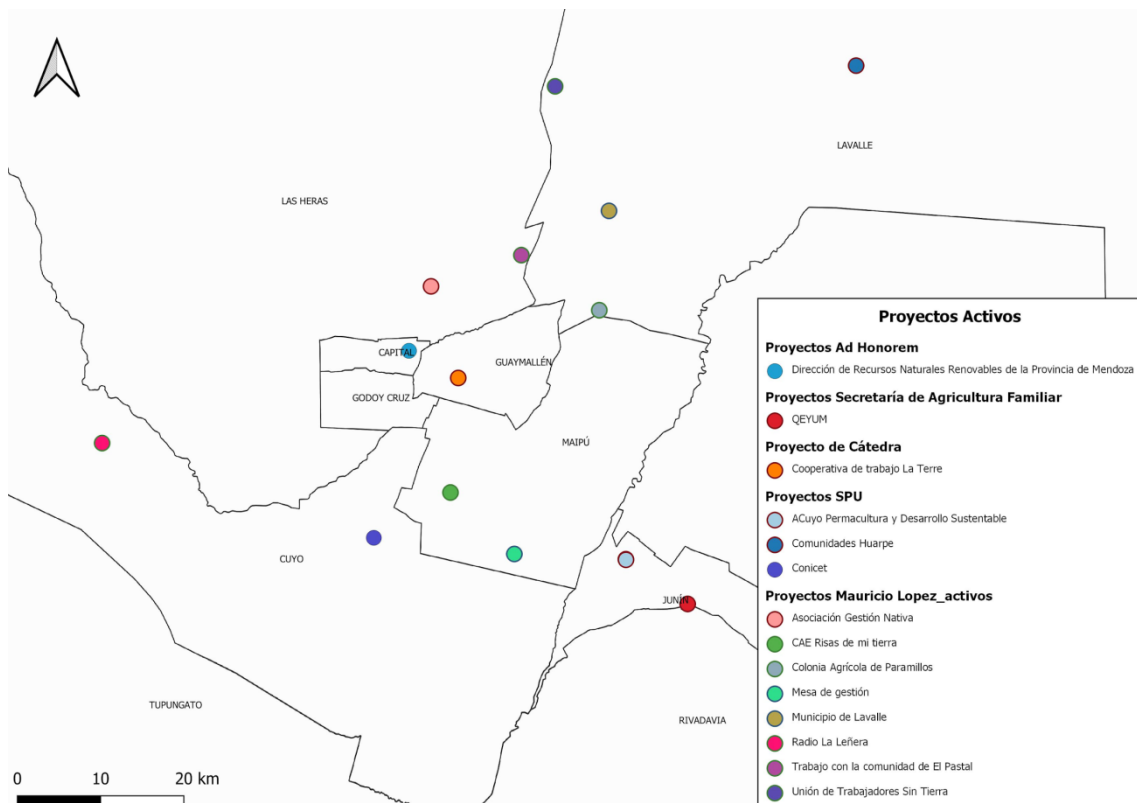 LAVALLE
LAS HERAS
CAPITAL
GUAYMALLÉN
GODOY CRUZ
MAIPÚ
CUYO
JUNÍN
TUPUNGATO
RIVADAVIA
0 10 20 km
Proyectos Activos
Proyectos Ad Honorem
Dirección de Recursos Naturales Renovables de la Provincia de Mendoza
Proyectos Secretaría de Agricultura Familiar
QEYUM
Proyecto de Cátedra
Cooperativa de trabajo La Terre
Proyectos SPU
ACuyo Permacultura y Desarrollo Sustentable
Comunidades Huarpe
Conicet
Proyectos Mauricio Lopez_activos
Asociación Gestión Nativa
CAE Risas de mi tierra
Colonia Agrícola de Paramillos
Mesa de gestión
Municipio de Lavalle
Radio La Leñera
Trabajo con la comunidad de El Pastal
Unión de Trabajadores Sin Tierra